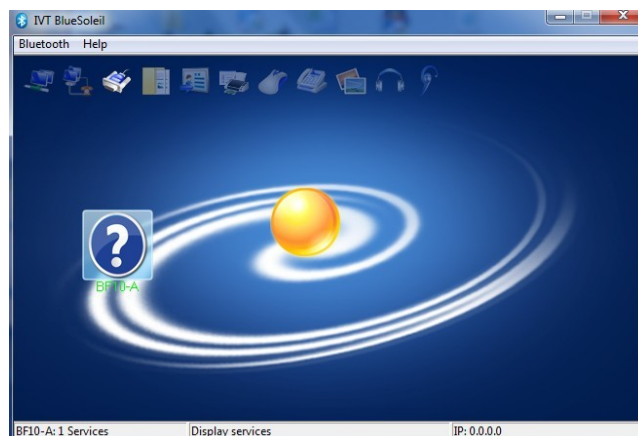 IVT BlueSoleil
Bluetooth Help
?
BF10-A
BF10-A: 1 Services Display services IP: 0.0.0.0